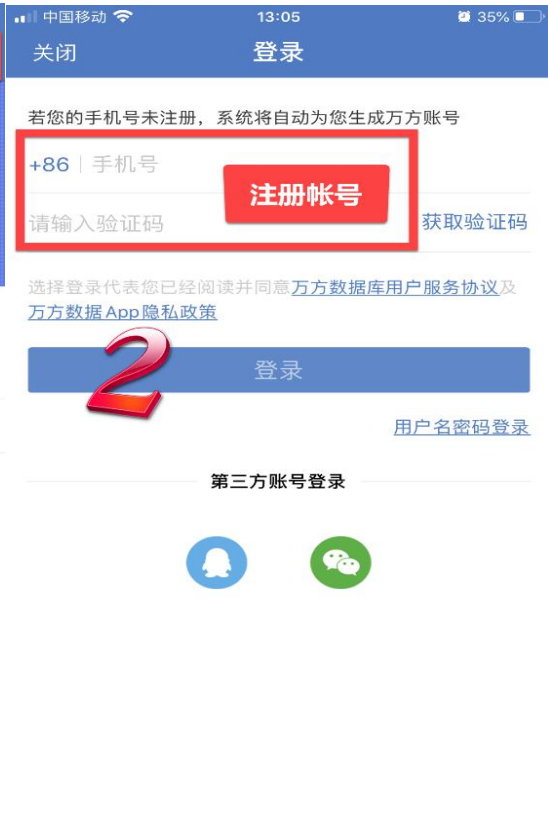 中国移动 13:05 35%
关闭 登录
若您的手机号未注册，系统将自动为您生成万方账号
+86 手机号
注册帐号
请输入验证码 获取验证码
选择登录代表您已经阅读并同意万方数据库用户服务协议及
万方数据App隐私政策
2
登录
用户名密码登录
第三方账号登录